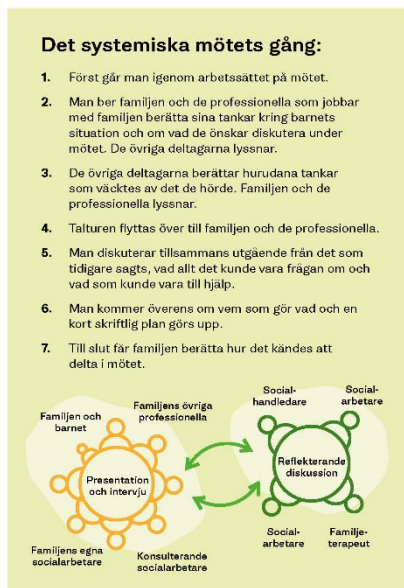 Det systemiska mötets gång:
1. Först går man igenom arbetssättet på mötet.
2. Man ber familjen och de professionella som jobbar
med familjen berätta sina tankar kring barnets
situation och om vad de önskar diskutera under
mötet. De övriga deltagarna lyssnar.
3. De övriga deltagarna berättar hurudana tankar
som väcktes av det de hörde. Familjen och de
professionella lyssnar.
4. Talturen flyttas över till familjen och de professionella.
5. Man diskuterar tillsammans utgående från det som
tidigare sagts, vad allt det kunde vara frågan om och
vad som kunde vara till hjälp.
6. Man kommer överens om vem som gör vad och en
kort skriftlig plan görs upp.
7. Till slut får familjen berätta hur det kändes att
delta i mötet.
Familjen och
barnet
Familjens övriga
professionella
Presentation
och intervju
Familjens egna
socialarbetare
Konsulterande
socialarbetare
Social-
handledare
Social-
arbetare
Reflekterande
diskussion
Social-
arbetare
Familje-
terapeut